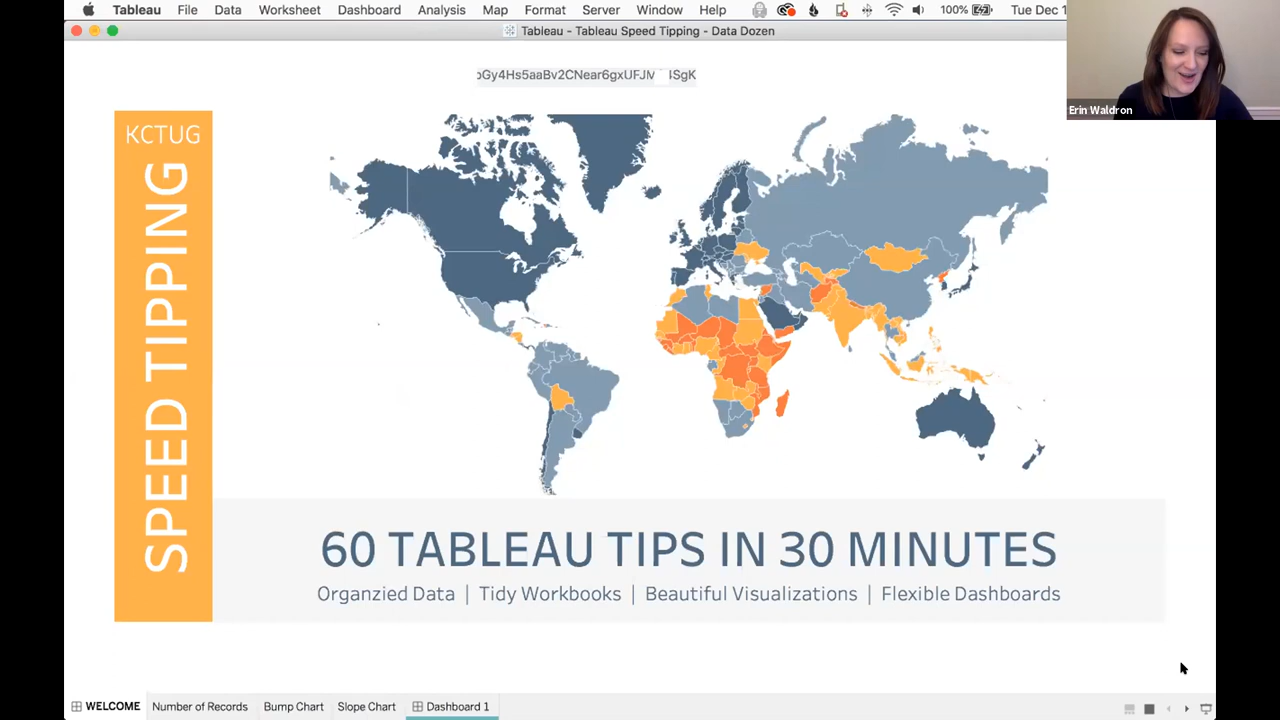 Tableau File Data Worksheet Dashboard Analysis Map Format Server Window Help 100% Tue Dec 1
Tableau - Tableau Speed Tipping - Data Dozen
Erin Waldron
KCTUG
SPEED TIPPING
60 TABLEAU TIPS IN 30 MINUTES
Organzied Data | Tidy Workbooks | Beautiful Visualizations | Flexible Dashboards
WELCOME Number of Records Bump Chart Slope Chart Dashboard 1